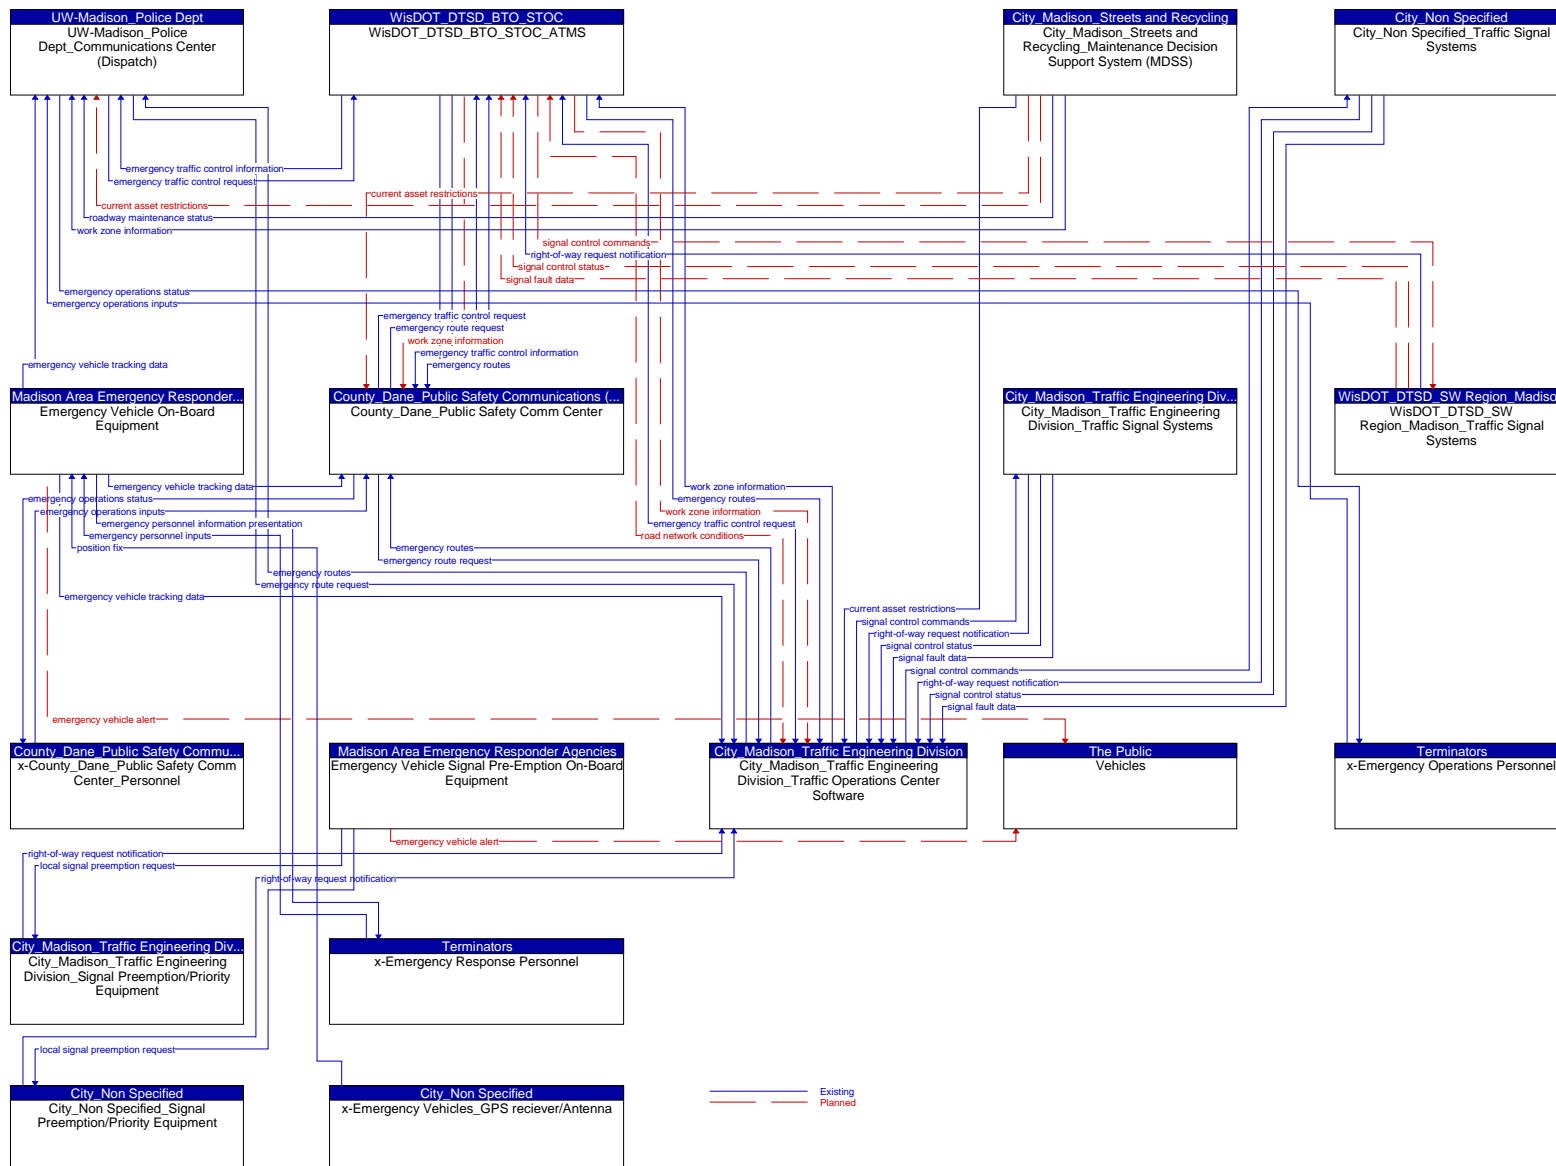 UW-Madison_Police Dept
UW-Madison_Police
Dept_Communications Center
(Dispatch)
WisDOT_DTSD_BTO_STOC
WisDOT_DTSD_BTO_STOC_ATMS
City_Madison_Streets and Recycling
City_Madison_Streets and
Recycling_Maintenance Decision
Support System (MDSS)
City_Non Specified
City_Non Specified_Traffic Signal
Systems
emergency traffic control information
emergency traffic control request
current asset restrictions
current asset restrictions
roadway maintenance status
work zone information
signal control commands
right-of-way request notification
signal control status
signal fault data
emergency operations status
emergency operations inputs
emergency traffic control request
emergency route request
work zone information
emergency traffic control information
emergency routes
emergency vehicle tracking data
Madison Area Emergency Responder...
Emergency Vehicle On-Board
Equipment
County_Dane_Public Safety Communications (...
County_Dane_Public Safety Comm Center
City_Madison_Traffic Engineering Div...
City_Madison_Traffic Engineering
Division_Traffic Signal Systems
WisDOT_DTSD_SW Region_Madiso
WisDOT_DTSD_SW
Region_Madison_Traffic Signal
Systems
emergency vehicle tracking data
emergency operations status
emergency operations inputs
emergency personnel information presentation
emergency personnel inputs
position fix
work zone information
emergency routes
work zone information
emergency traffic control request
road network conditions
emergency routes
emergency route request
emergency routes
emergency route request
emergency vehicle tracking data
current asset restrictions
signal control commands
right-of-way request notification
signal control status
signal fault data
signal control commands
right-of-way request notification
signal control status
signal fault data
emergency vehicle alert
County_Dane_Public Safety Commu...
x-County_Dane_Public Safety Comm
Center_Personnel
Madison Area Emergency Responder Agencies
Emergency Vehicle Signal Pre-Emption On-Board
Equipment
City_Madison_Traffic Engineering Division
City_Madison_Traffic Engineering
Division_Traffic Operations Center
Software
The Public
Vehicles
Terminators
x-Emergency Operations Personnel
emergency vehicle alert
right-of-way request notification
local signal preemption request
right-of-way request notification
City_Madison_Traffic Engineering Div...
City_Madison_Traffic Engineering
Division_Signal Preemption/Priority
Equipment
Terminators
x-Emergency Response Personnel
local signal preemption request
City_Non Specified
City_Non Specified_Signal
Preemption/Priority Equipment
City_Non Specified
x-Emergency Vehicles_GPS reciever/Antenna
Existing
Planned